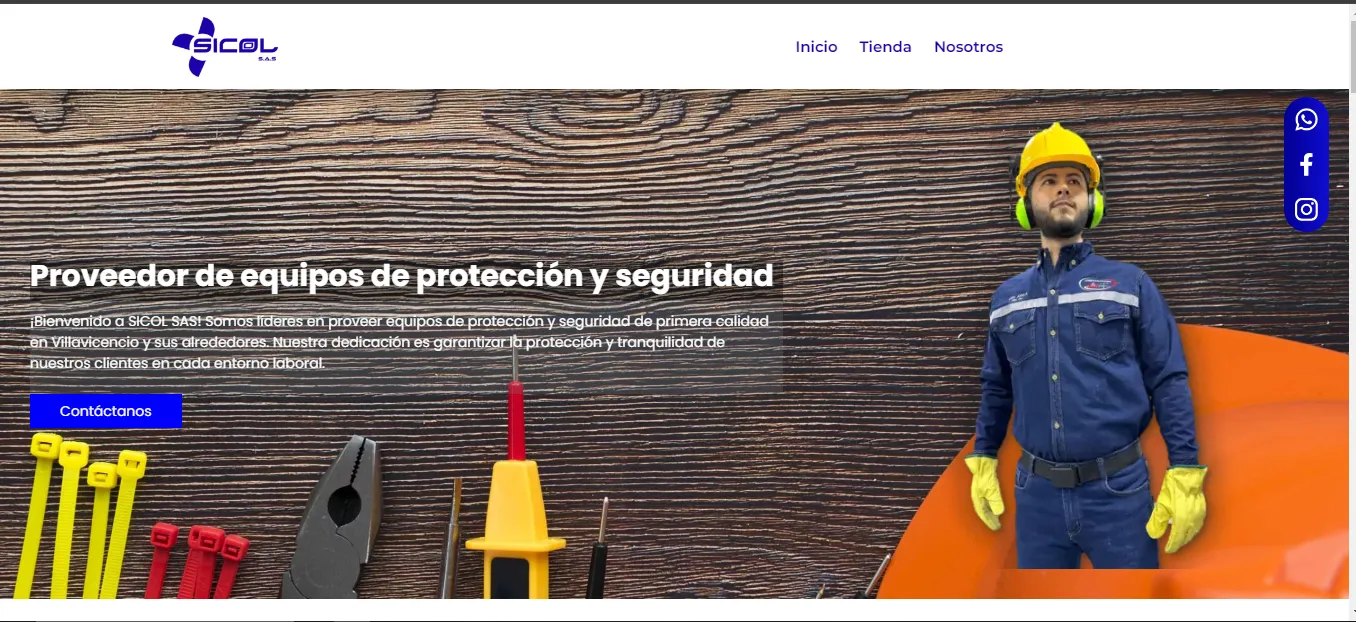 SICOL
S.A.S
Inicio Tienda Nosotros
Proveedor de equipos de protección y seguridad
¡Bienvenido a SICOL SAS! Somos líderes en proveer equipos de protección y seguridad de primera calidad
en Villavicencio y sus alrededores. Nuestra dedicación es garantizar la protección y tranquilidad de
nuestros clientes en cada entorno laboral.
Contáctanos